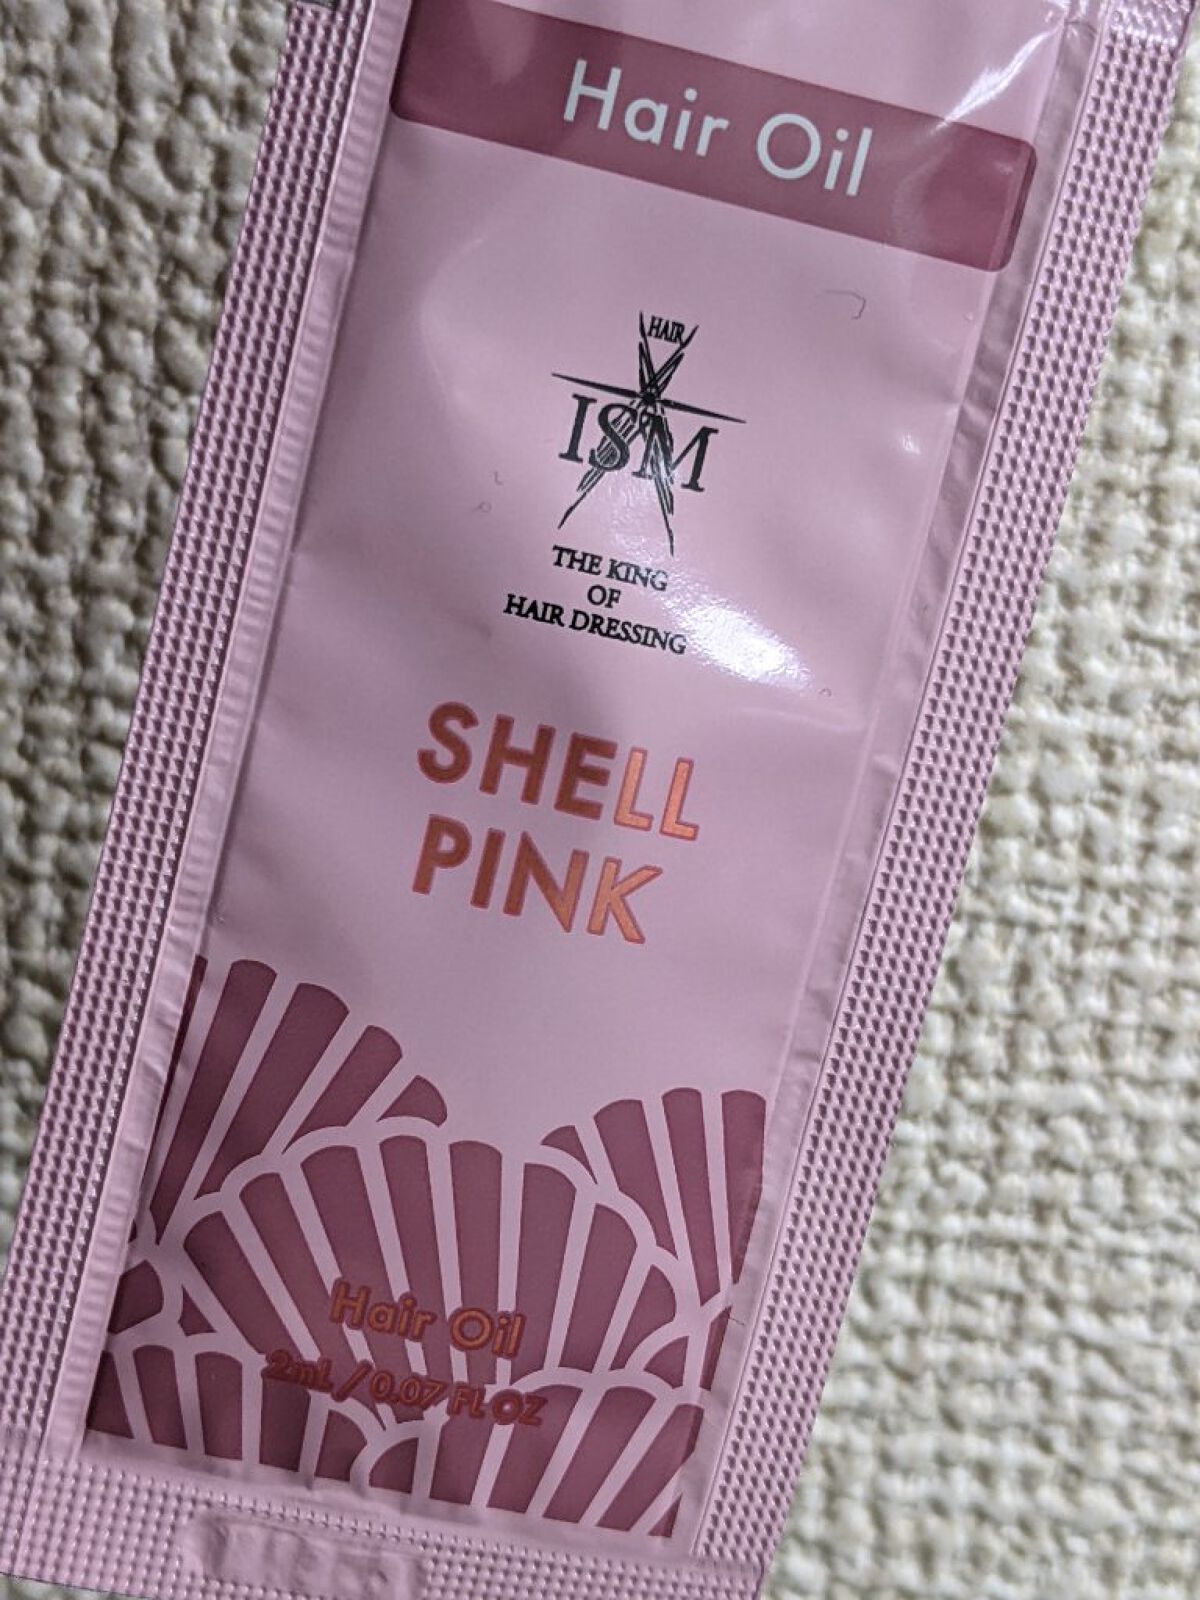 Hair Oil
HAIR
ISM
THE KING
OF
HAIR DRESSING
SHELL
PINK
Hair Oil
2mL / 0.07 FL OZ